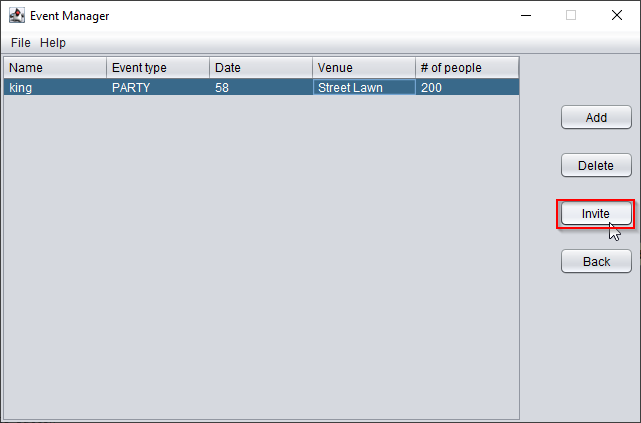 Event Manager
File Help
Name Event type Date Venue # of people
king PARTY 58 Street Lawn 200
Add
Delete
Invite
Back